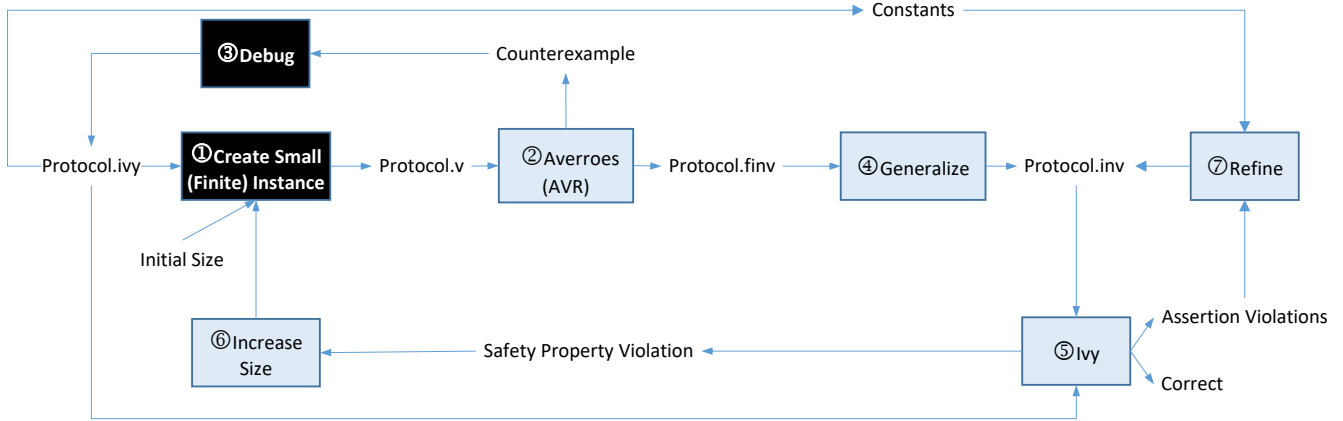 Constants
③Debug
Counterexample
Protocol.ivy
①Create Small
(Finite) Instance
Protocol.v
②Averroes
(AVR)
Protocol.finv
④Generalize
Protocol.inv
⑦Refine
Initial Size
⑥Increase
Size
Safety Property Violation
⑤Ivy
Assertion Violations
Correct